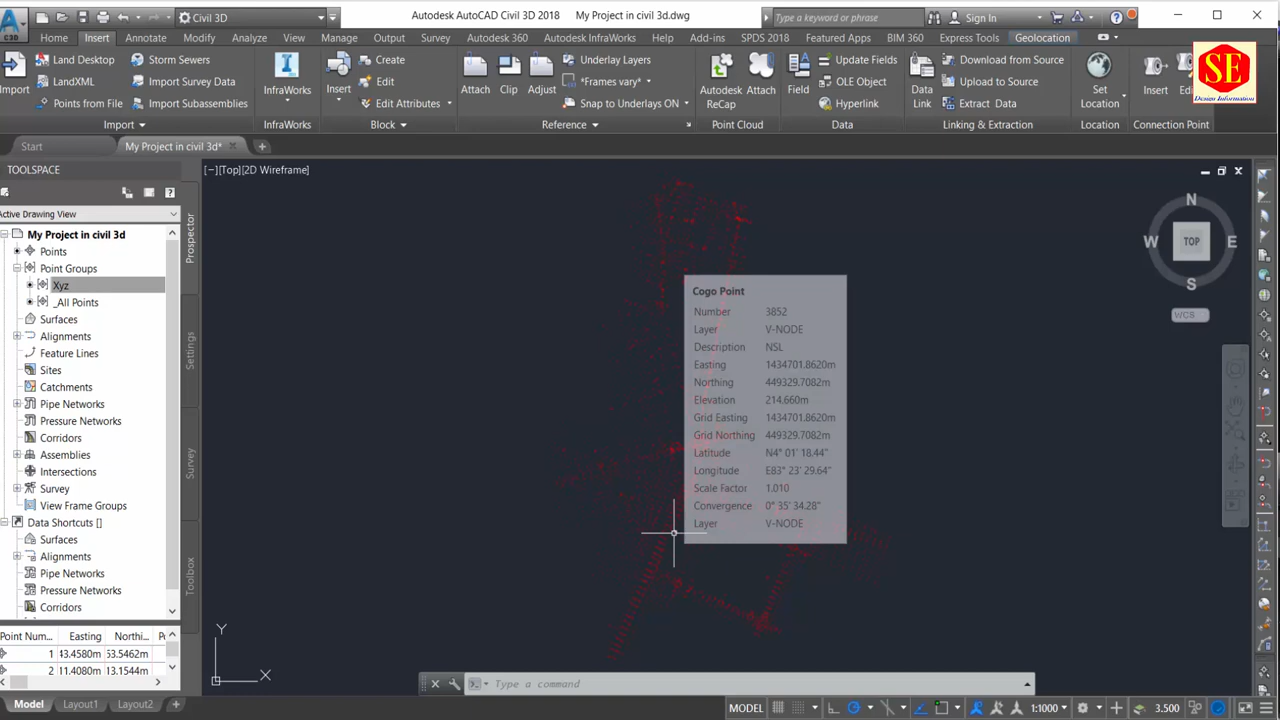 Civil 3D
Autodesk AutoCAD Civil 3D 2018 My Project in civil 3d.dwg
Type a keyword or phrase
Sign In
C3D
Home Insert Annotate Modify Analyze View Manage Output Survey Autodesk 360 Autodesk InfraWorks Help Add-ins SPDS 2018 Featured Apps BIM 360 Express Tools Geolocation
Import
Land Desktop
LandXML
Points from File
Storm Sewers
Import Survey Data
Import Subassemblies
Import
InfraWorks
InfraWorks
Insert
Create
Edit
Edit Attributes
Block
Attach
Clip
Adjust
Underlay Layers
*Frames vary*
Snap to Underlays ON
Reference
Autodesk
ReCap
Attach
Point Cloud
Field
Update Fields
OLE Object
Hyperlink
Data
Data
Link
Download from Source
Upload to Source
Extract Data
Linking & Extraction
Set
Location
Location
Insert
Connection Point
SE
Design Information
Start
My Project in civil 3d*
TOOLSPACE
[−][Top][2D Wireframe]
Active Drawing View
My Project in civil 3d
Points
Point Groups
Xyz
_All Points
Surfaces
Alignments
Feature Lines
Sites
Catchments
Pipe Networks
Pressure Networks
Corridors
Assemblies
Intersections
Survey
View Frame Groups
Data Shortcuts []
Surfaces
Alignments
Pipe Networks
Pressure Networks
Corridors
Prospector
Settings
Survey
Toolbox
Point Num... Easting Northi...
1 43.4580m 53.5462m
2 11.4080m 13.1544m
Cogo Point
Number 3852
Layer V-NODE
Description NSL
Easting 1434701.8620m
Northing 449329.7082m
Elevation 214.660m
Grid Easting 1434701.8620m
Grid Northing 449329.7082m
Latitude N4° 01' 18.44"
Longitude E83° 23' 29.64"
Scale Factor 1.010
Convergence 0° 35' 34.28"
Layer V-NODE
N
W TOP E
S
WCS
Y
X
Type a command
Model Layout1 Layout2
MODEL 1:1000 3.500